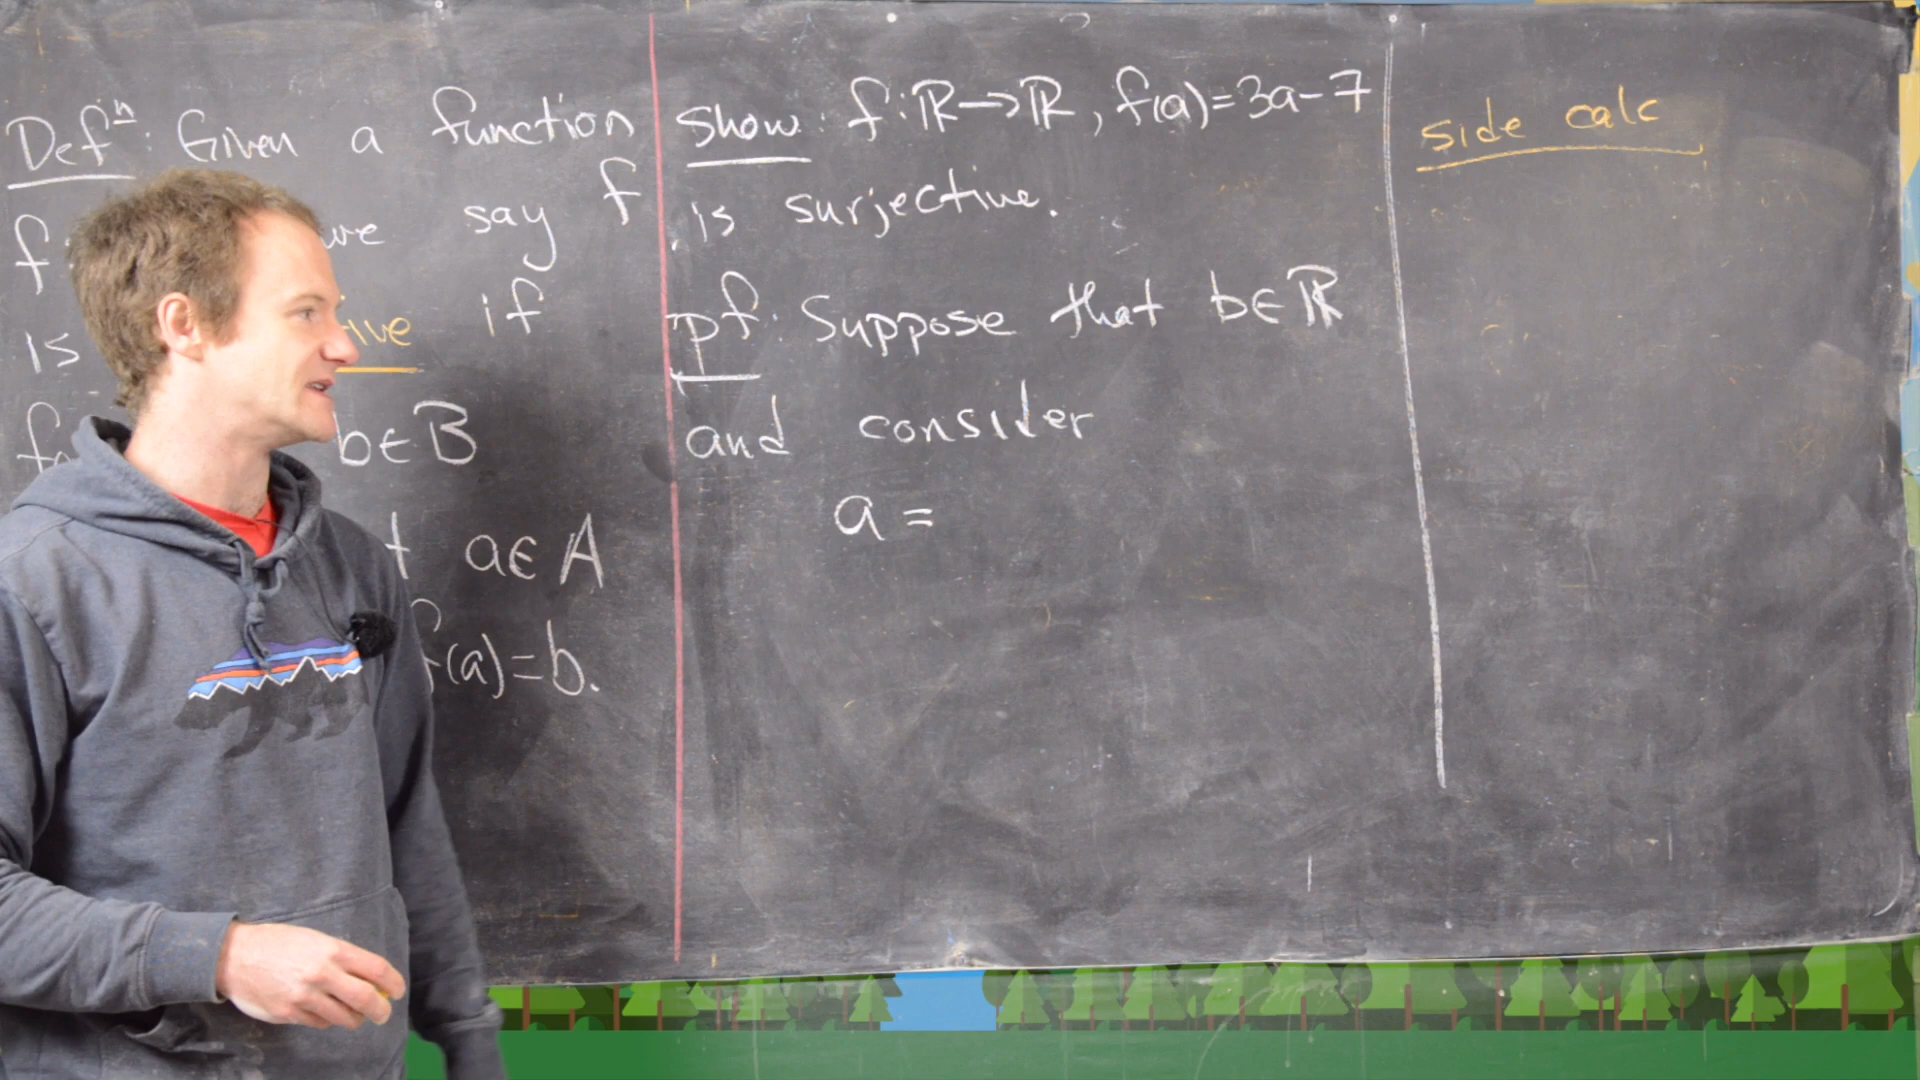 Defⁿ: Given a function
f: we say f
is tive if
b∈B
t a∈A
f(a)=b.
Show: f:ℝ→ℝ, f(a)=3a-7
is surjective.
pf: Suppose that b∈ℝ
and consider
a =
side calc